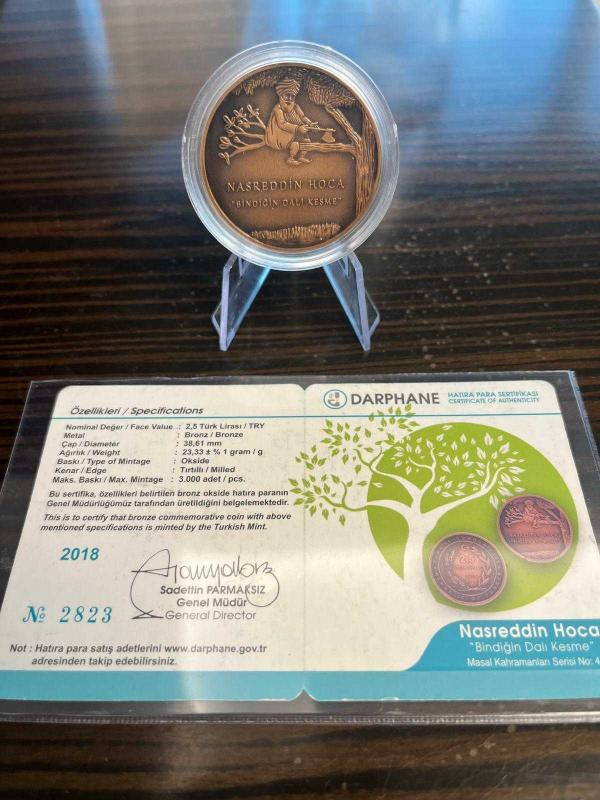 NASREDDİN HOCA
"BİNDİĞİN DALI KESME"
Özellikleri / Specifications
Nominal Değer / Face Value : 2,5 Türk Lirası / TRY
Metal : Bronz / Bronze
Çap / Diameter : 38,61 mm
Ağırlık / Weight : 23,33 ± % 1 gram / g
Baskı / Type of Mintage : Okside
Kenar / Edge : Tırtıllı / Milled
Maks. Baskı / Max. Mintage : 3.000 adet / pcs.
Bu sertifika, özellikleri belirtilen bronz okside hatıra paranın
Genel Müdürlüğümüz tarafından üretildiğini belgelemektedir.
This is to certify that bronze commemorative coin with above
mentioned specifications is minted by the Turkish Mint.
2018
Sadettin PARMAKSIZ
Genel Müdür
General Director
№ 2823
Not : Hatıra para satış adetlerini www.darphane.gov.tr
adresinden takip edebilirsiniz.
DARPHANE
HATIRA PARA SERTİFİKASI
CERTIFICATE OF AUTHENTICITY
Nasreddin Hoca
"Bindiğin Dalı Kesme"
Masal Kahramanları Serisi No: 4